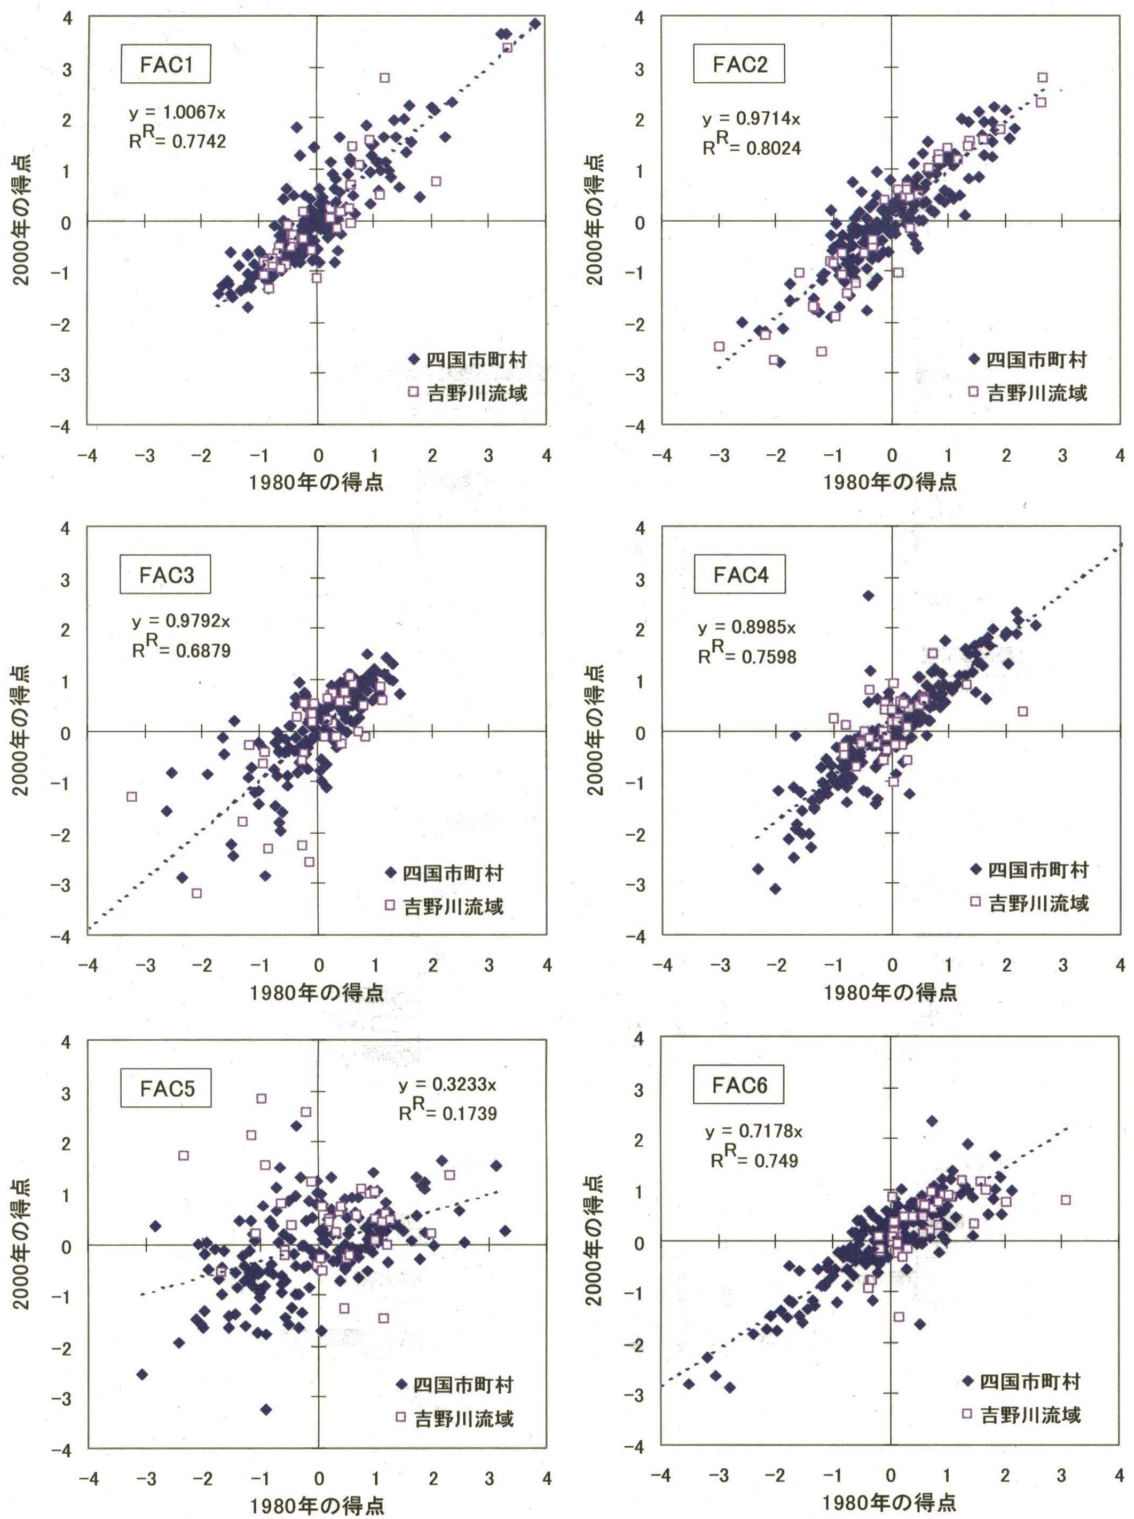 FAC1
y = 1.0067x
R^R = 0.7742
4
3
2
1
0
-1
-2
-3
-4
2000年の得点
◆ 四国市町村
□ 吉野川流域
-4 -3 -2 -1 0 1 2 3 4
1980年の得点
FAC2
y = 0.9714x
R^R = 0.8024
4
3
2
1
0
-1
-2
-3
-4
2000年の得点
◆ 四国市町村
□ 吉野川流域
-4 -3 -2 -1 0 1 2 3 4
1980年の得点
FAC3
y = 0.9792x
R^R = 0.6879
4
3
2
1
0
-1
-2
-3
-4
2000年の得点
◆ 四国市町村
□ 吉野川流域
-4 -3 -2 -1 0 1 2 3 4
1980年の得点
FAC4
y = 0.8985x
R^R = 0.7598
4
3
2
1
0
-1
-2
-3
-4
2000年の得点
◆ 四国市町村
□ 吉野川流域
-4 -3 -2 -1 0 1 2 3 4
1980年の得点
FAC5
y = 0.3233x
R^R = 0.1739
4
3
2
1
0
-1
-2
-3
-4
2000年の得点
◆ 四国市町村
□ 吉野川流域
-4 -3 -2 -1 0 1 2 3 4
1980年の得点
FAC6
y = 0.7178x
R^R = 0.749
4
3
2
1
0
-1
-2
-3
-4
2000年の得点
◆ 四国市町村
□ 吉野川流域
-4 -3 -2 -1 0 1 2 3 4
1980年の得点